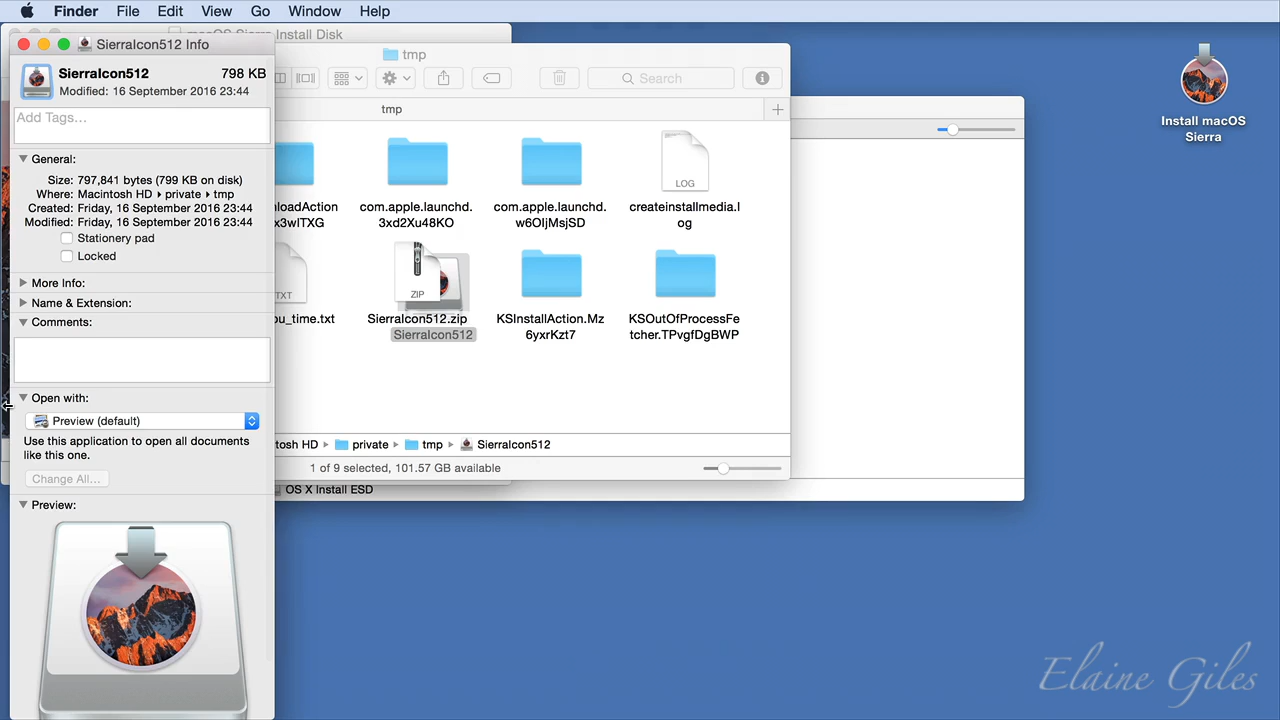 Finder File Edit View Go Window Help
macOS Sierra Install Disk
SierraIcon512 Info
SierraIcon512 798 KB
Modified: 16 September 2016 23:44
Add Tags…
General:
Size: 797,841 bytes (799 KB on disk)
Where: Macintosh HD ▸ private ▸ tmp
Created: Friday, 16 September 2016 23:44
Modified: Friday, 16 September 2016 23:44
Stationery pad
Locked
More Info:
Name & Extension:
Comments:
Open with:
Preview (default)
Use this application to open all documents
like this one.
Change All…
Preview:
tmp
Search
tmp
LOG
nloadAction
x3wITXG
com.apple.launchd.
3xd2Xu48KO
com.apple.launchd.
w6OIjMsjSD
createinstallmedia.l
og
TXT
ZIP
ou_time.txt
SierraIcon512.zip
SierraIcon512
KSInstallAction.Mz
6yxrKzt7
KSOutOfProcessFe
tcher.TPvgfDgBWP
tosh HD ▸ private ▸ tmp ▸ SierraIcon512
1 of 9 selected, 101.57 GB available
OS X Install ESD
Install macOS
Sierra
Elaine Giles